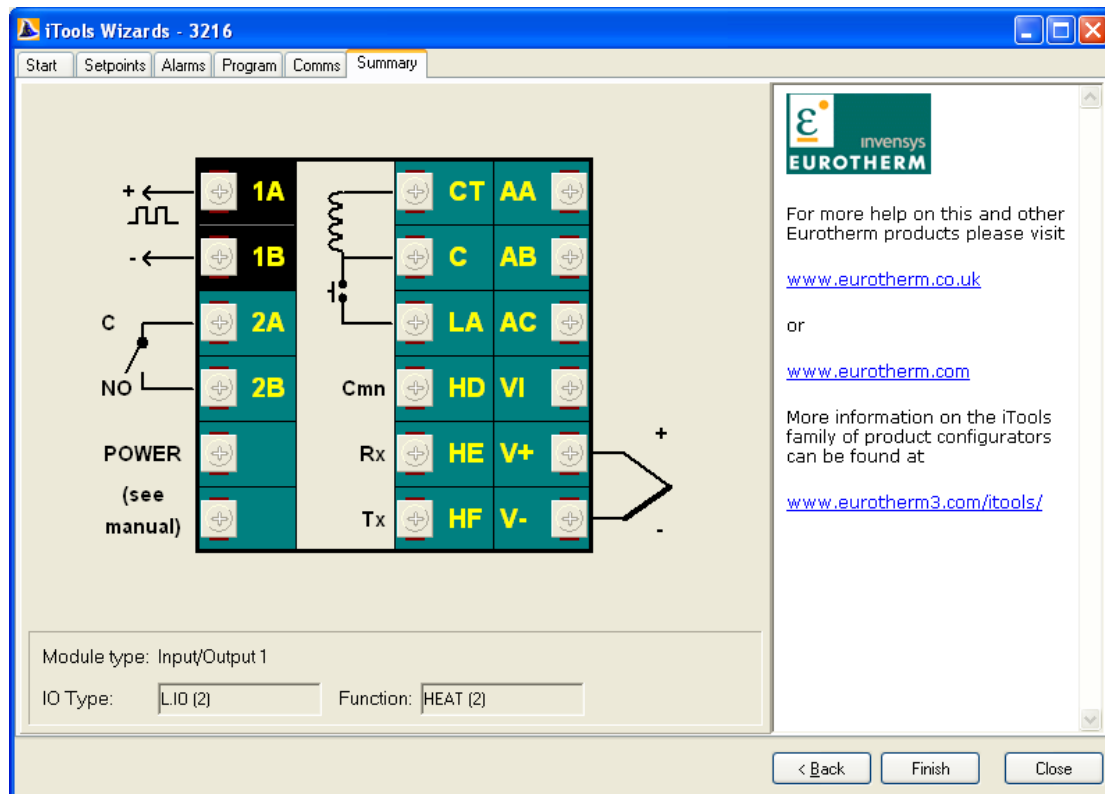 iTools Wizards - 3216
Start Setpoints Alarms Program Comms Summary
+ 1A CT AA
- 1B C AB
C 2A LA AC
NO 2B Cmn HD VI
POWER Rx HE V+ +
(see
manual) Tx HF V- -
Module type: Input/Output 1
IO Type: L.IO (2) Function: HEAT (2)
ε invensys
EUROTHERM
For more help on this and other
Eurotherm products please visit
www.eurotherm.co.uk
or
www.eurotherm.com
More information on the iTools
family of product configurators
can be found at
www.eurotherm3.com/itools/
< Back Finish Close